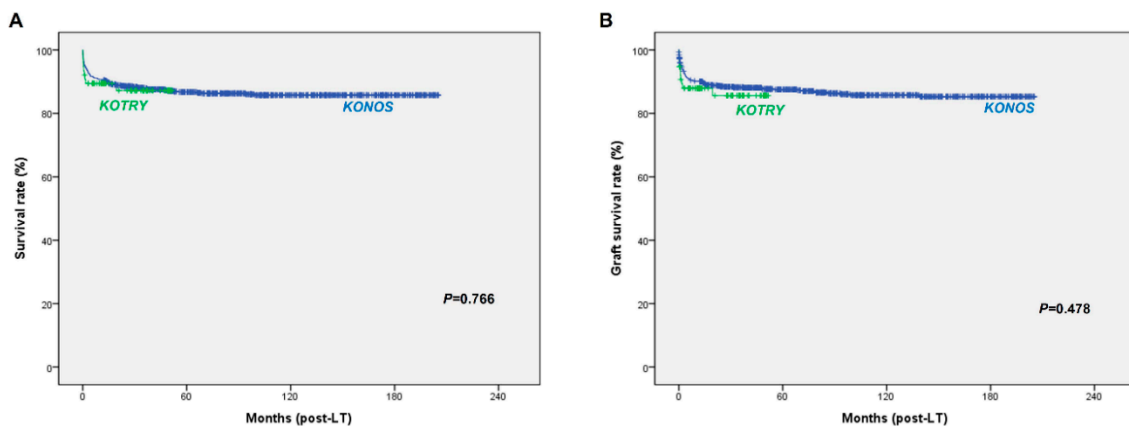 A
Survival rate (%)
100
80
60
40
20
0
KOTRY
KONOS
P=0.766
0
60
120
180
240
Months (post-LT)
B
Graft survival rate (%)
100
80
60
40
20
0
KOTRY
KONOS
P=0.478
0
60
120
180
240
Months (post-LT)